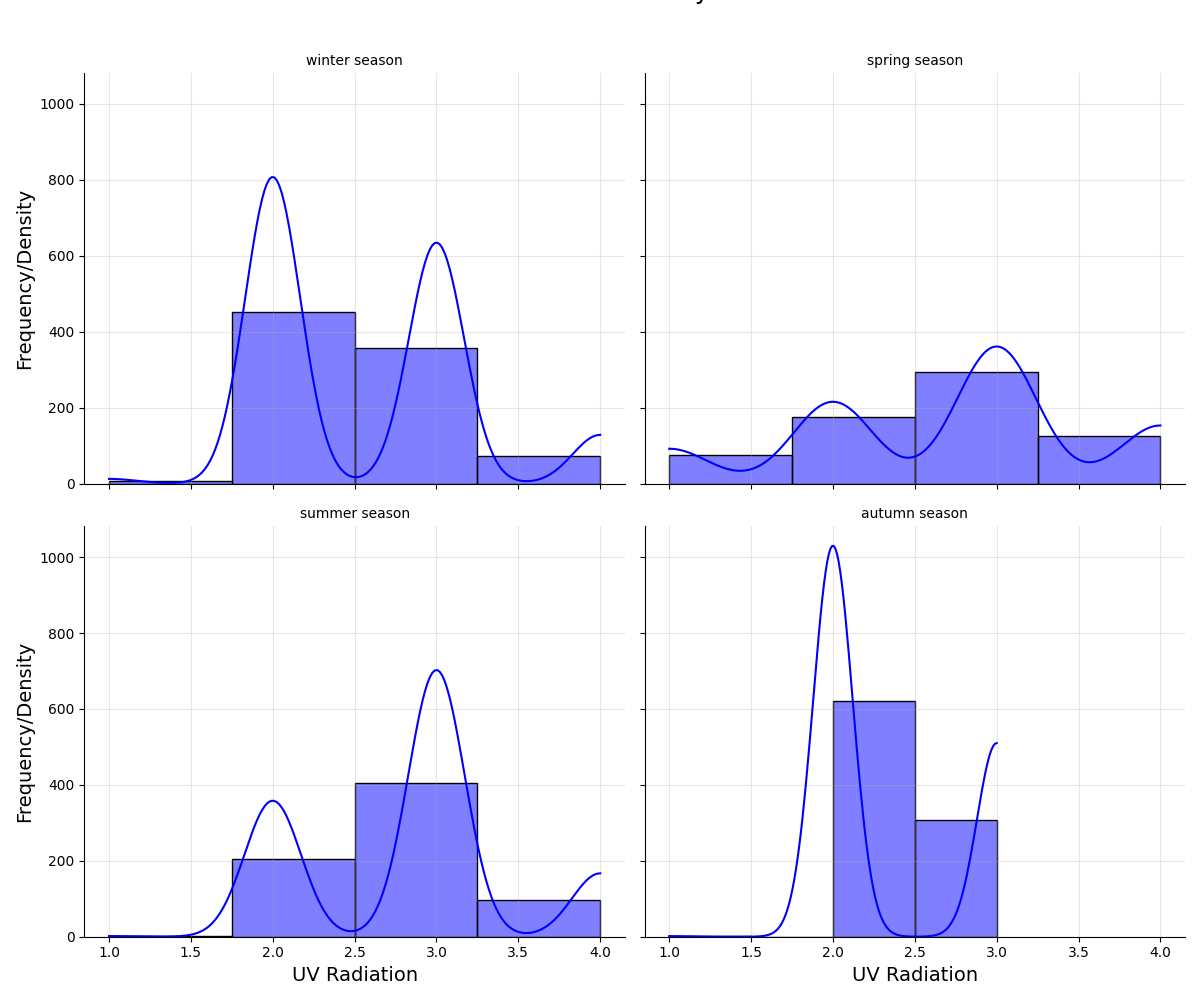 winter season
spring season
1000
800
600
400
200
0
Frequency/Density
summer season
autumn season
1000
800
600
400
200
0
Frequency/Density
1.0 1.5 2.0 2.5 3.0 3.5 4.0
1.0 1.5 2.0 2.5 3.0 3.5 4.0
UV Radiation
UV Radiation